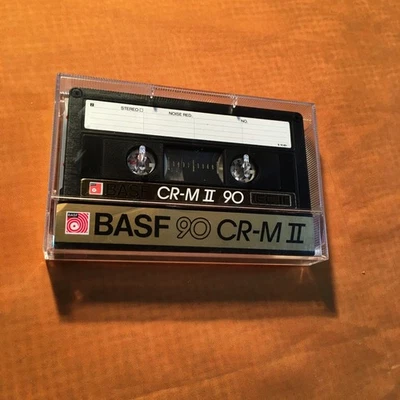 STEREO □
NOISE RED.
NO.
BASF CR-M II 90
BASF 90 CR-M II